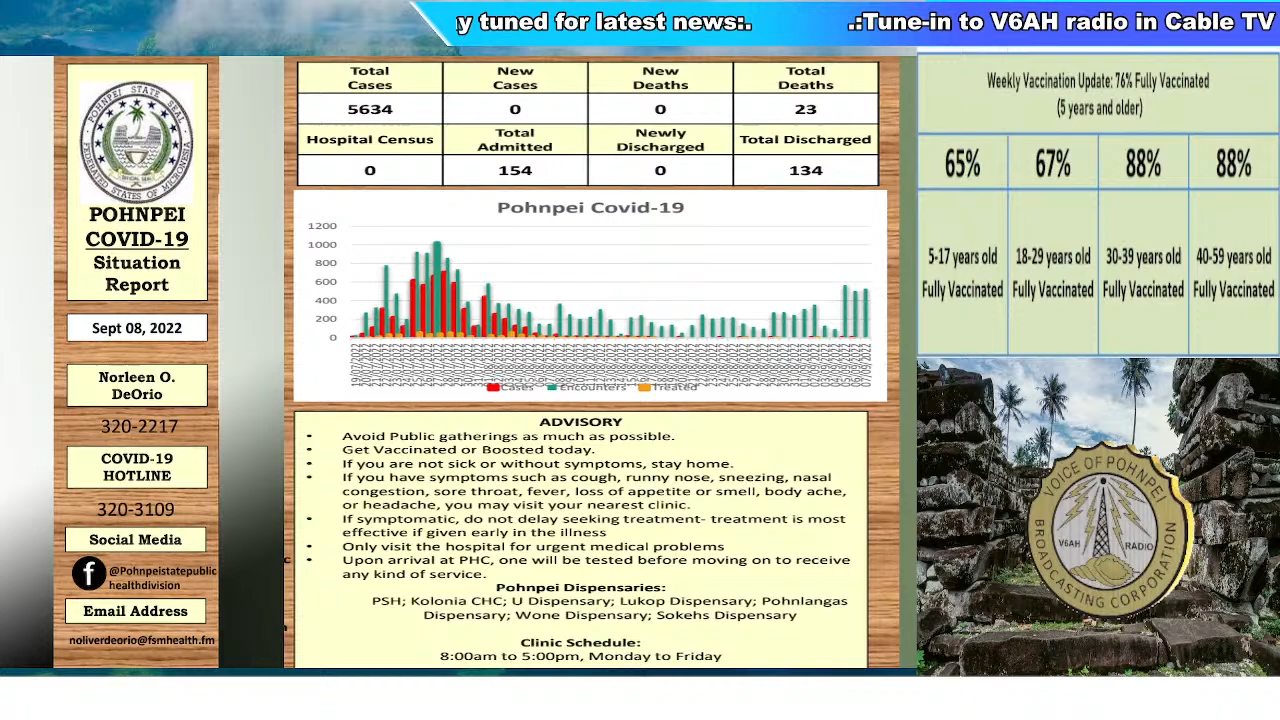 y tuned for latest news:.
.:Tune-in to V6AH radio in Cable TV
POHNPEI STATE SEAL
FEDERATED STATES OF MICRONESIA
POHNPEI
COVID-19
Situation
Report
Sept 08, 2022
Norleen O.
DeOrio
320-2217
COVID-19
HOTLINE
320-3109
Social Media
f
@Pohnpeistatepublic
healthdivision
Email Address
noliverdeorio@fsmhealth.fm
Total Cases New Cases New Deaths Total Deaths
5634 0 0 23
Hospital Census Total Admitted Newly Discharged Total Discharged
0 154 0 134
Pohnpei Covid-19
1200
1000
800
600
400
200
0
Cases Encounters Treated
ADVISORY
• Avoid Public gatherings as much as possible.
• Get Vaccinated or Boosted today.
• If you are not sick or without symptoms, stay home.
• If you have symptoms such as cough, runny nose, sneezing, nasal
congestion, sore throat, fever, loss of appetite or smell, body ache,
or headache, you may visit your nearest clinic.
• If symptomatic, do not delay seeking treatment- treatment is most
effective if given early in the illness
• Only visit the hospital for urgent medical problems
• Upon arrival at PHC, one will be tested before moving on to receive
any kind of service.
Pohnpei Dispensaries:
PSH; Kolonia CHC; U Dispensary; Lukop Dispensary; Pohnlangas
Dispensary; Wone Dispensary; Sokehs Dispensary
Clinic Schedule:
8:00am to 5:00pm, Monday to Friday
Weekly Vaccination Update: 76% Fully Vaccinated
(5 years and older)
65% 67% 88% 88%
5-17 years old 18-29 years old 30-39 years old 40-59 years old
Fully Vaccinated Fully Vaccinated Fully Vaccinated Fully Vaccinated
VOICE OF POHNPEI
V6AH RADIO
BROADCASTING CORPORATION